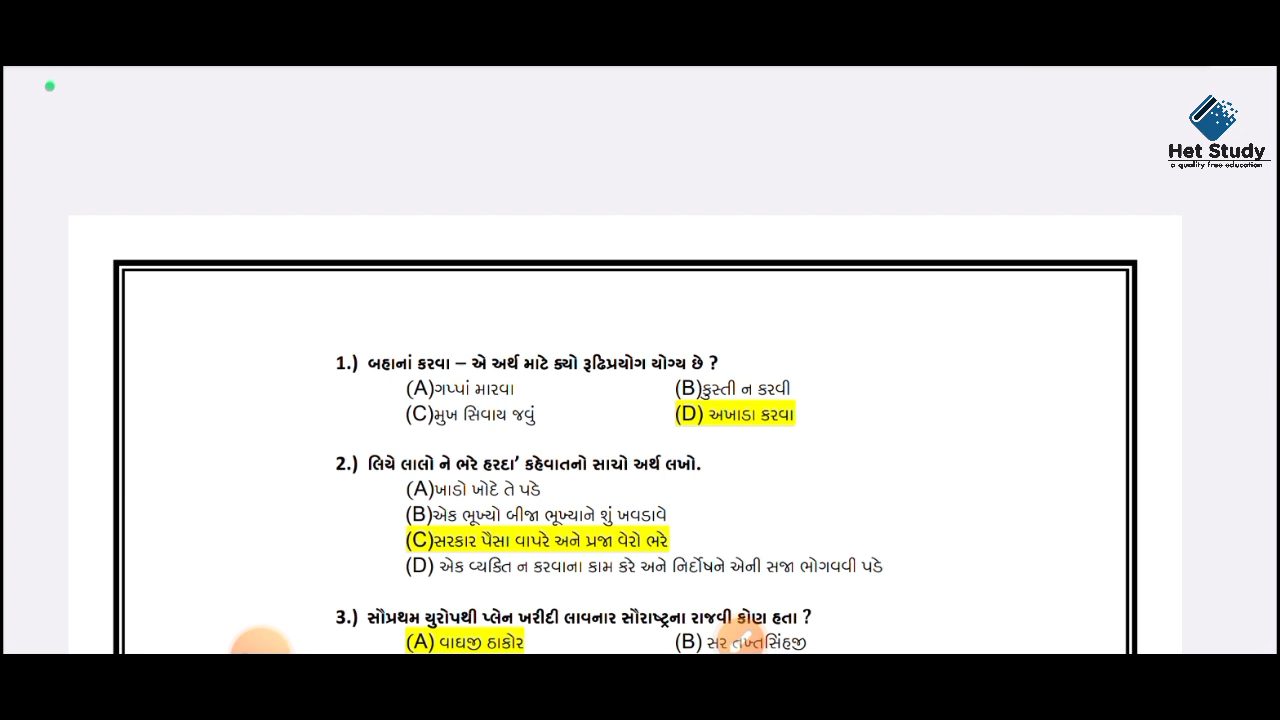 Het Study
a quality free education
1.) બહાનાં કરવા – એ અર્થ માટે ક્યો રૂઢિપ્રયોગ યોગ્ય છે ?
(A)ગપ્પાં મારવા (B)કુસ્તી ન કરવી
(C)મુખ સિવાય જવું (D) અખાડા કરવા
2.) લિયે લાલો ને ભરે હરદા’ કહેવાતનો સાચો અર્થ લખો.
(A)ખાડો ખોદે તે પડે
(B)એક ભૂખ્યો બીજા ભૂખ્યાને શું ખવડાવે
(C)સરકાર પૈસા વાપરે અને પ્રજા વેરો ભરે
(D) એક વ્યક્તિ ન કરવાના કામ કરે અને નિર્દોષને એની સજા ભોગવવી પડે
3.) સૌપ્રથમ યુરોપથી પ્લેન ખરીદી લાવનાર સૌરાષ્ટ્રના રાજવી કોણ હતા ?
(A) વાઘજી ઠાકોર (B) સર તખ્તસિંહજી